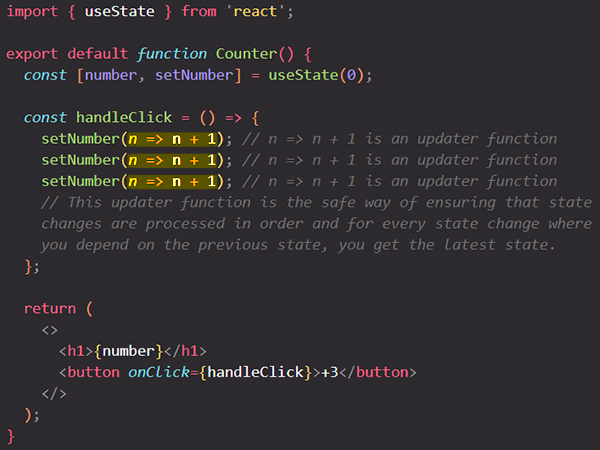 import { useState } from 'react';
export default function Counter() {
const [number, setNumber] = useState(0);
const handleClick = () => {
setNumber(n => n + 1); // n => n + 1 is an updater function
setNumber(n => n + 1); // n => n + 1 is an updater function
setNumber(n => n + 1); // n => n + 1 is an updater function
// This updater function is the safe way of ensuring that state
changes are processed in order and for every state change where
you depend on the previous state, you get the latest state.
};
return (
<>
<h1>{number}</h1>
<button onClick={handleClick}>+3</button>
</>
);
}